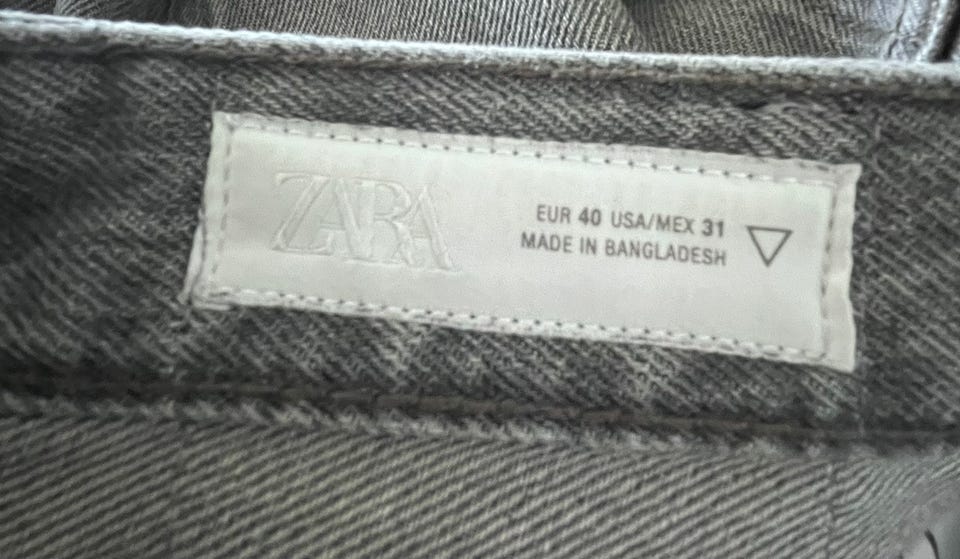 ZARA
EUR 40 USA/MEX 31
MADE IN BANGLADESH